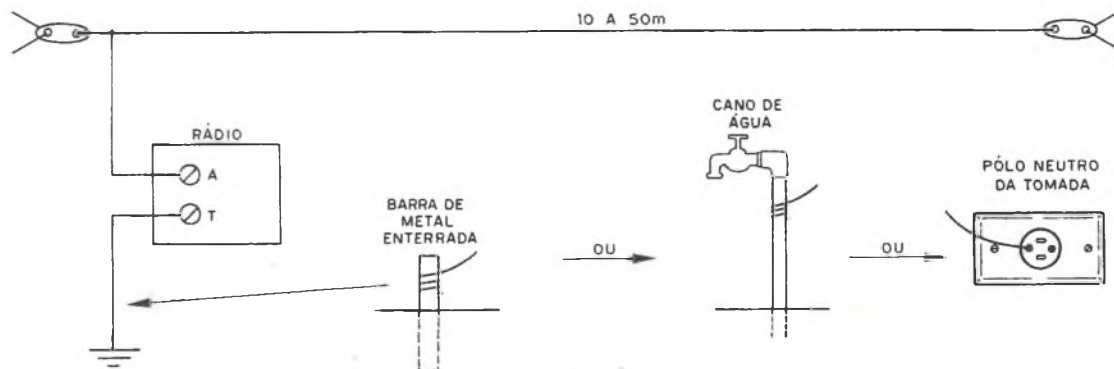 10 A 50m
RÁDIO
A
T
BARRA DE
METAL
ENTERRADA
OU
CANO DE
ÁGUA
OU
PÓLO NEUTRO
DA TOMADA